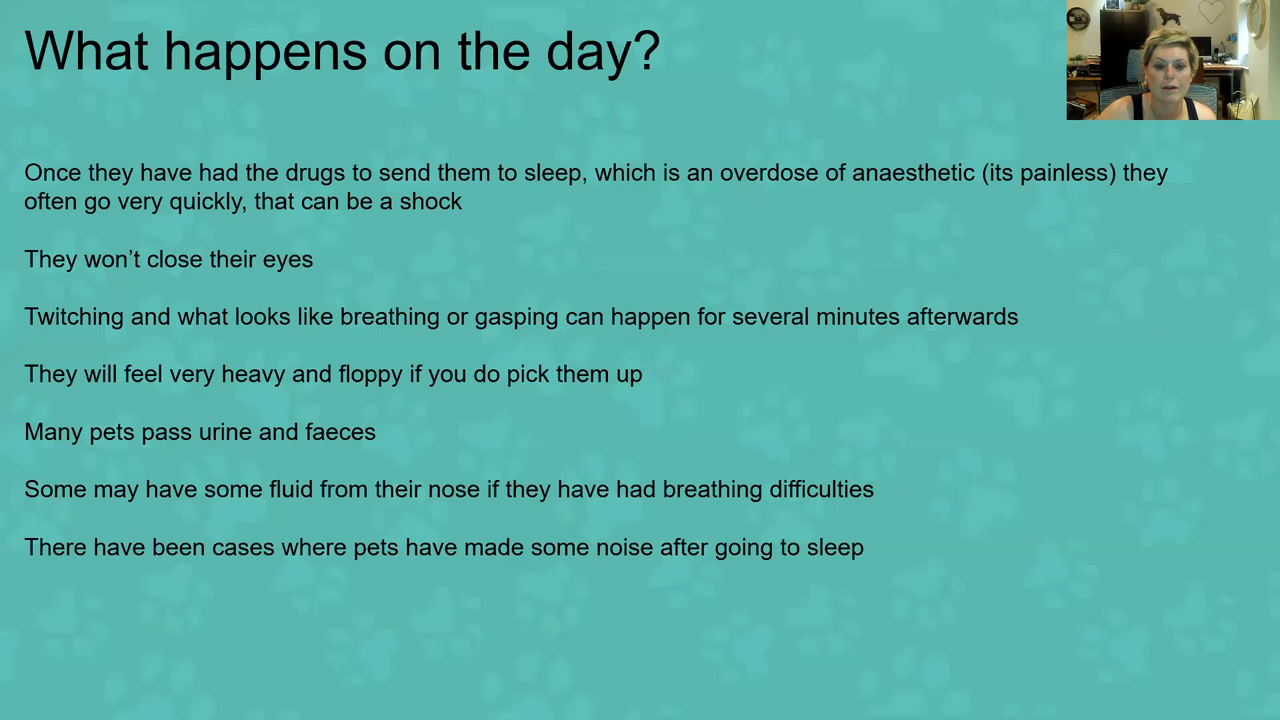 What happens on the day?
Once they have had the drugs to send them to sleep, which is an overdose of anaesthetic (its painless) they
often go very quickly, that can be a shock
They won’t close their eyes
Twitching and what looks like breathing or gasping can happen for several minutes afterwards
They will feel very heavy and floppy if you do pick them up
Many pets pass urine and faeces
Some may have some fluid from their nose if they have had breathing difficulties
There have been cases where pets have made some noise after going to sleep